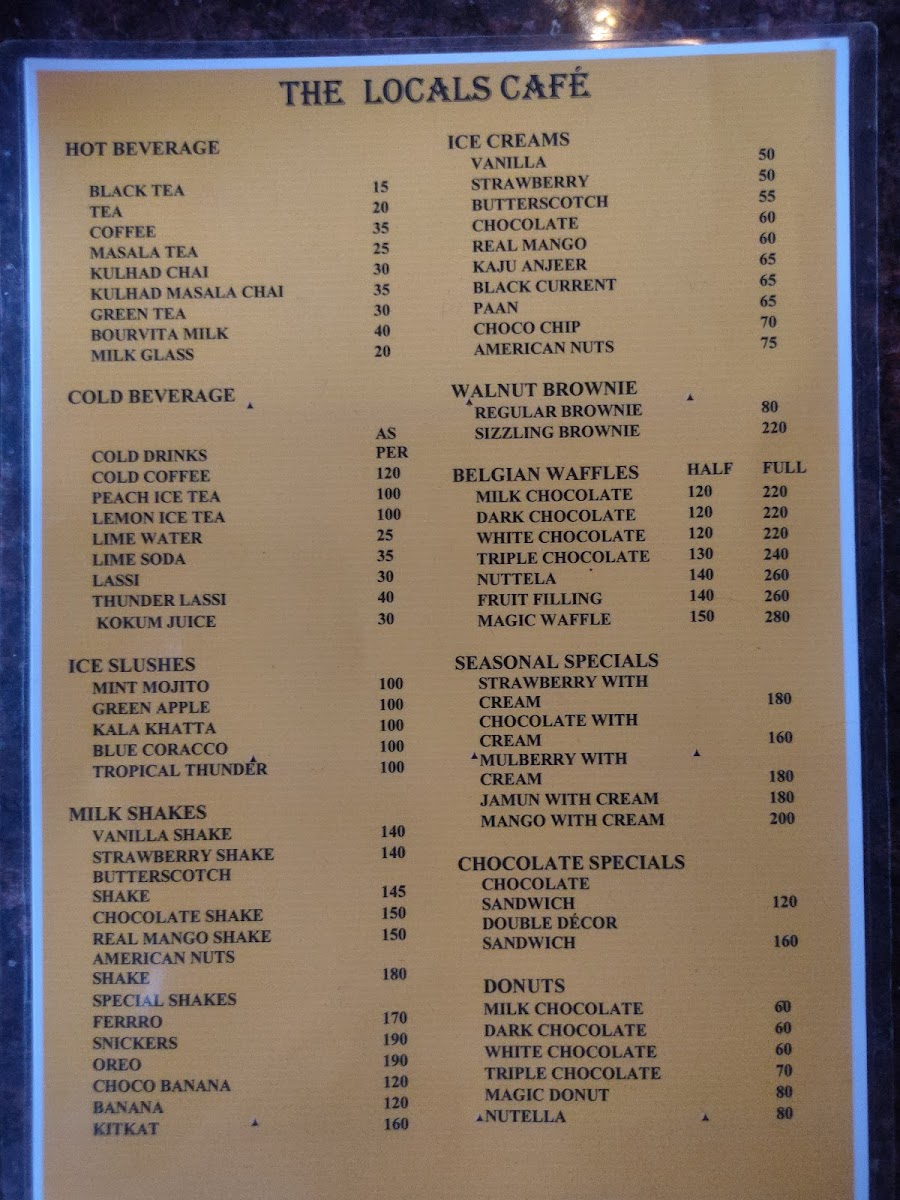 THE LOCALS CAFÉ
HOT BEVERAGE
BLACK TEA 15
TEA 20
COFFEE 35
MASALA TEA 25
KULHAD CHAI 30
KULHAD MASALA CHAI 35
GREEN TEA 30
BOURVITA MILK 40
MILK GLASS 20
COLD BEVERAGE
AS
COLD DRINKS PER
COLD COFFEE 120
PEACH ICE TEA 100
LEMON ICE TEA 100
LIME WATER 25
LIME SODA 35
LASSI 30
THUNDER LASSI 40
KOKUM JUICE 30
ICE SLUSHES
MINT MOJITO 100
GREEN APPLE 100
KALA KHATTA 100
BLUE CORACCO 100
TROPICAL THUNDER 100
MILK SHAKES
VANILLA SHAKE 140
STRAWBERRY SHAKE 140
BUTTERSCOTCH
SHAKE 145
CHOCOLATE SHAKE 150
REAL MANGO SHAKE 150
AMERICAN NUTS
SHAKE 180
SPECIAL SHAKES
FERRRO 170
SNICKERS 190
OREO 190
CHOCO BANANA 120
BANANA 120
KITKAT 160
ICE CREAMS
VANILLA 50
STRAWBERRY 50
BUTTERSCOTCH 55
CHOCOLATE 60
REAL MANGO 60
KAJU ANJEER 65
BLACK CURRENT 65
PAAN 65
CHOCO CHIP 70
AMERICAN NUTS 75
WALNUT BROWNIE
REGULAR BROWNIE 80
SIZZLING BROWNIE 220
BELGIAN WAFFLES HALF FULL
MILK CHOCOLATE 120 220
DARK CHOCOLATE 120 220
WHITE CHOCOLATE 120 220
TRIPLE CHOCOLATE 130 240
NUTTELA 140 260
FRUIT FILLING 140 260
MAGIC WAFFLE 150 280
SEASONAL SPECIALS
STRAWBERRY WITH
CREAM 180
CHOCOLATE WITH
CREAM 160
MULBERRY WITH
CREAM 180
JAMUN WITH CREAM 180
MANGO WITH CREAM 200
CHOCOLATE SPECIALS
CHOCOLATE
SANDWICH 120
DOUBLE DÉCOR
SANDWICH 160
DONUTS
MILK CHOCOLATE 60
DARK CHOCOLATE 60
WHITE CHOCOLATE 60
TRIPLE CHOCOLATE 70
MAGIC DONUT 80
NUTELLA 80